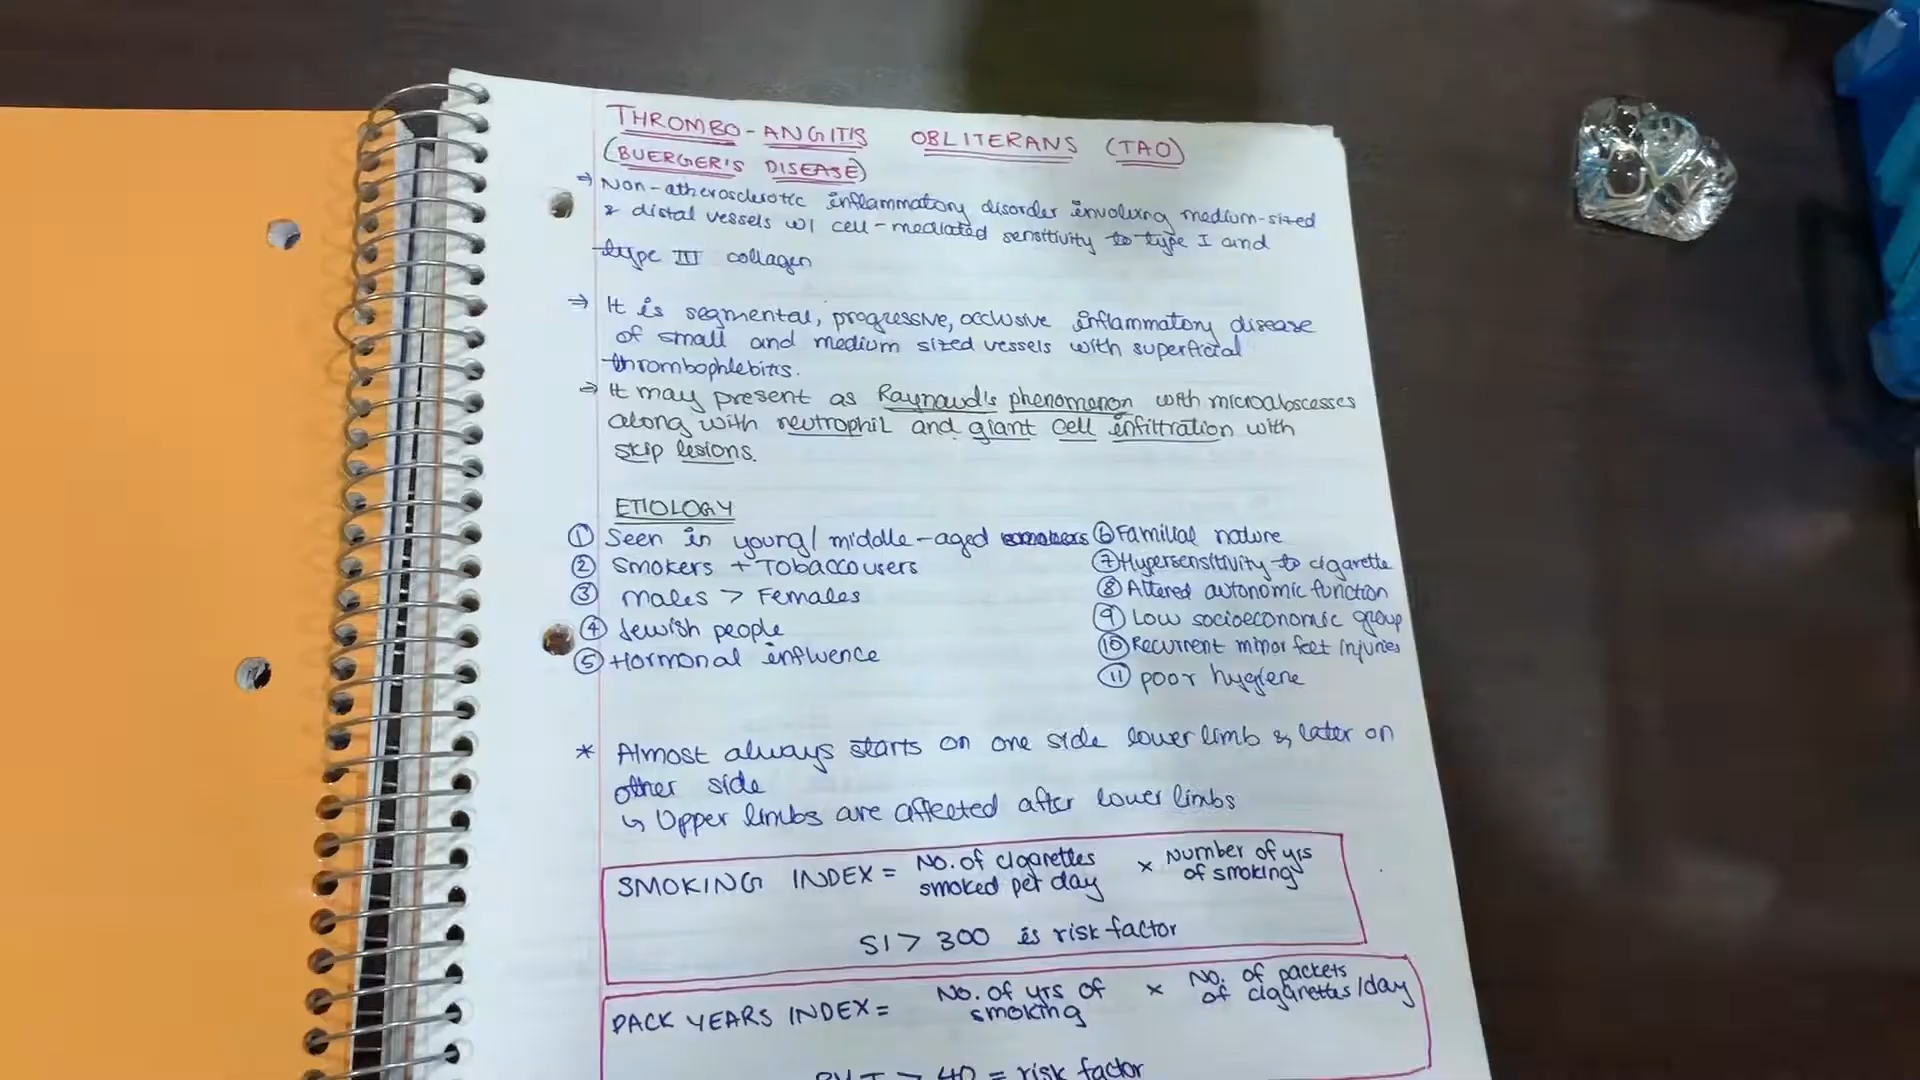 THROMBO-ANGITIS OBLITERANS (TAO)
(BUERGER'S DISEASE)
⇒ Non-atherosclerotic inflammatory disorder involving medium-sized
& distal vessels w/ cell-mediated sensitivity to type I and
type III collagen
⇒ It is segmental, progressive, occlusive inflammatory disease
of small and medium sized vessels with superficial
thrombophlebitis.
⇒ It may present as Raynaud's phenomenon with microabscesses
along with neutrophil and giant cell infiltration with
skip lesions.
ETIOLOGY
① Seen in young/middle-aged
② Smokers + Tobacco users
③ Males > Females
④ Jewish people
⑤ Hormonal influence
⑥ Familial nature
⑦ Hypersensitivity to cigarette
⑧ Altered autonomic function
⑨ Low socioeconomic group
⑩ Recurrent minor feet injuries
⑪ poor hygiene
* Almost always starts on one side lower limb & later on
other side
↳ Upper limbs are affected after lower limbs
SMOKING INDEX = No. of cigarettes smoked per day × Number of yrs of smoking
SI > 300 is risk factor
PACK YEARS INDEX = No. of yrs of smoking × No. of packets of cigarettes/day
PYI > 40 = risk factor